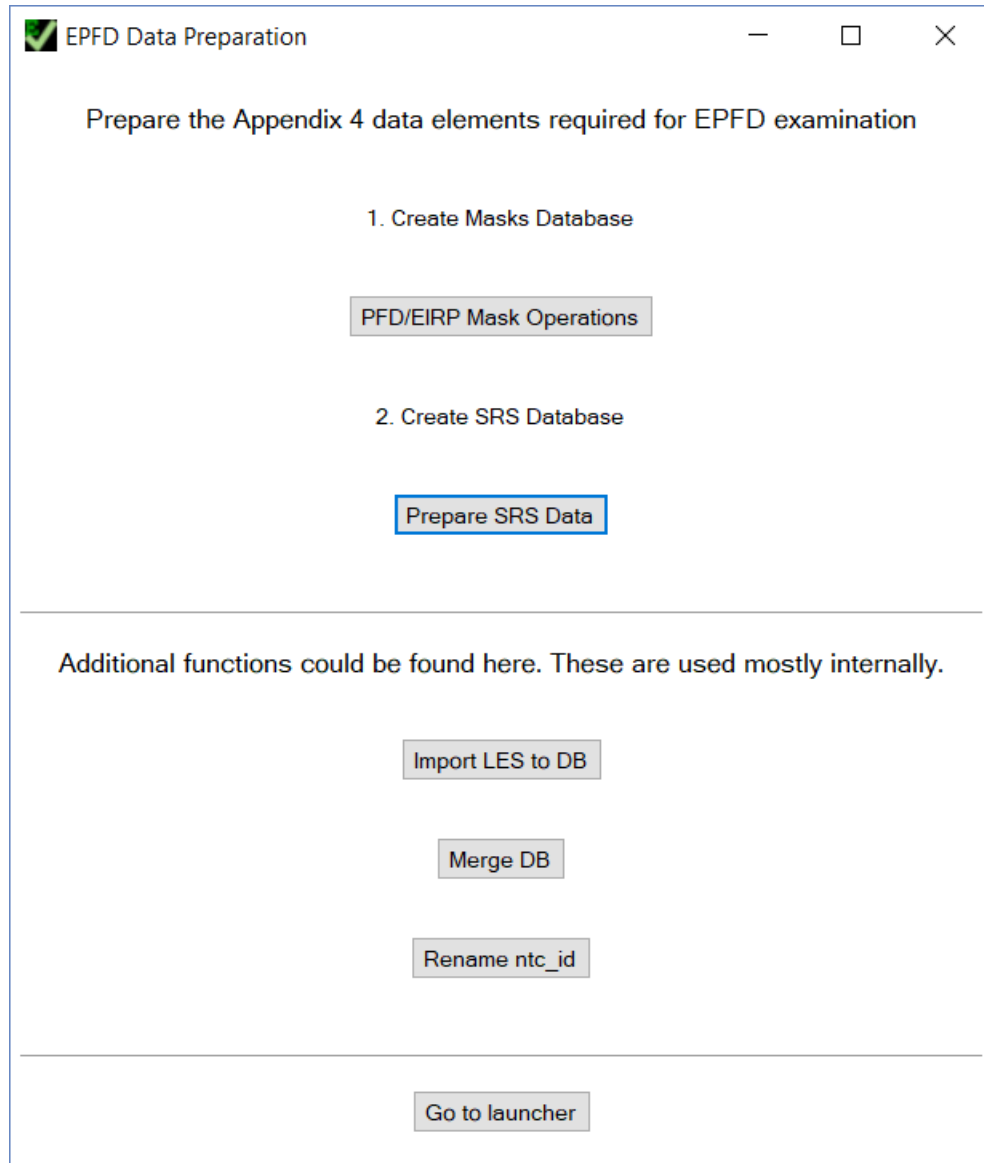 EPFD Data Preparation
Prepare the Appendix 4 data elements required for EPFD examination
1. Create Masks Database
PFD/EIRP Mask Operations
2. Create SRS Database
Prepare SRS Data
Additional functions could be found here. These are used mostly internally.
Import LES to DB
Merge DB
Rename ntc_id
Go to launcher